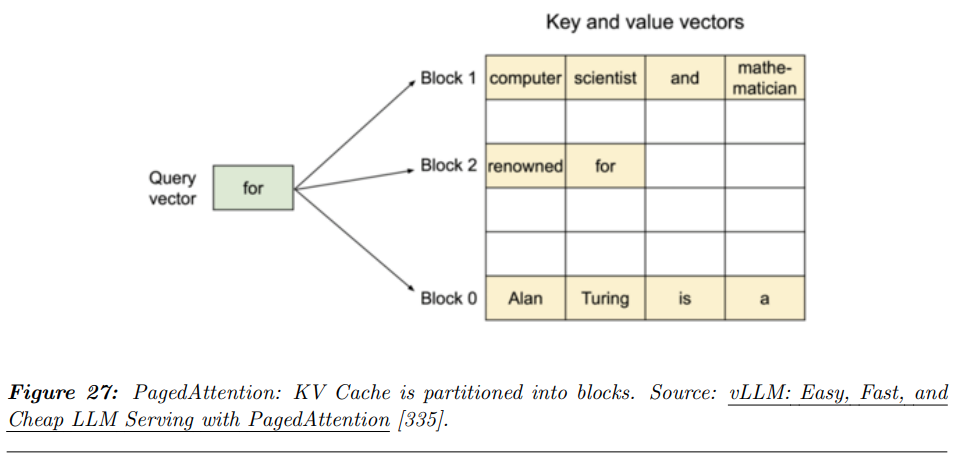 Key and value vectors
Block 1 computer scientist and mathe-
matician
Block 2 renowned for
Query
vector
for
Block 0 Alan Turing is a
Figure 27: PagedAttention: KV Cache is partitioned into blocks. Source: vLLM: Easy, Fast, and
Cheap LLM Serving with PagedAttention [335].